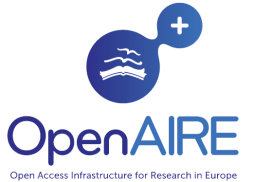 +
OpenAIRE
Open Access Infrastructure for Research in Europe